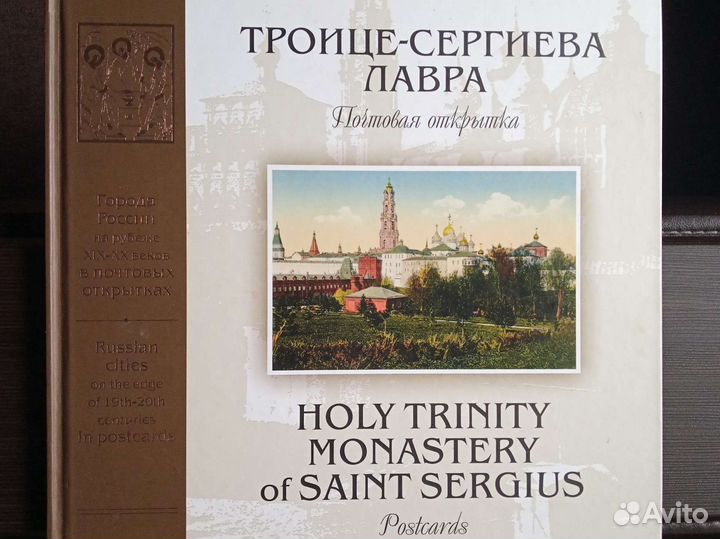 ТРОИЦЕ-СЕРГИЕВА
ЛАВРА
Почтовая открытка
Города
России
на рубеже
XIX-XX веков
в почтовых
открытках
Russian
cities
on the edge
of 19th-20th
centuries
In postcards
HOLY TRINITY
MONASTERY
of SAINT SERGIUS
Postcards
Avito